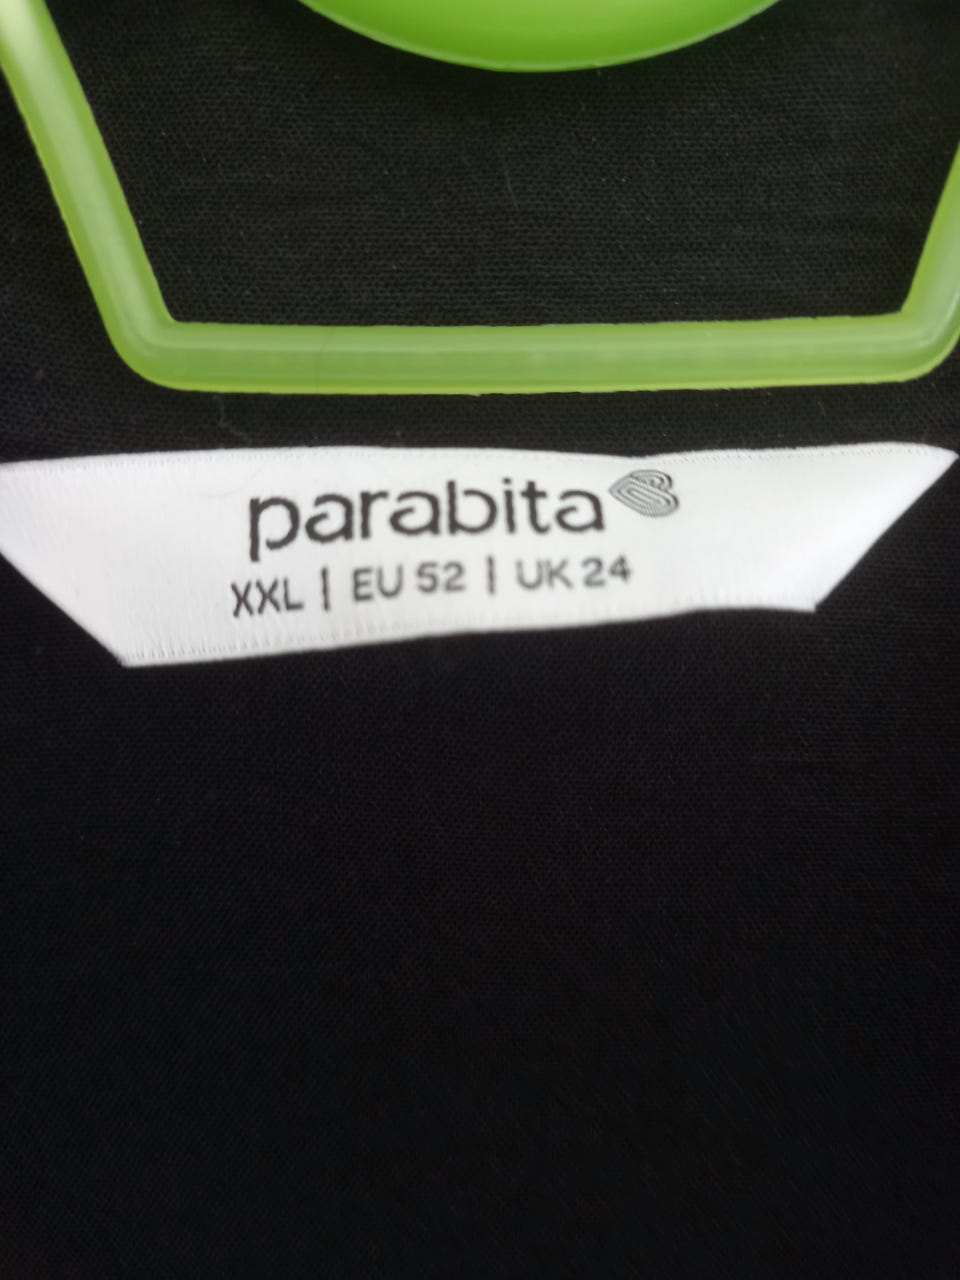 parabita
XXL | EU 52 | UK 24